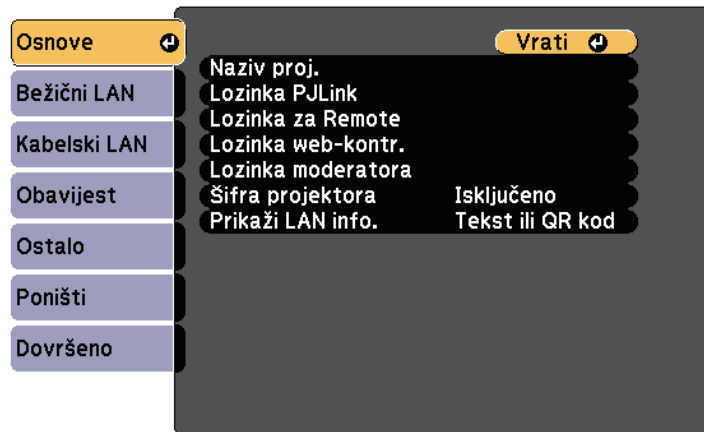 Osnove
Bežični LAN
Kabelski LAN
Obavijest
Ostalo
Poništi
Dovršeno
Vrati
Naziv proj.
Lozinka PJLink
Lozinka za Remote
Lozinka web-kontr.
Lozinka moderatora
Šifra projektora Isključeno
Prikaži LAN info. Tekst ili QR kod